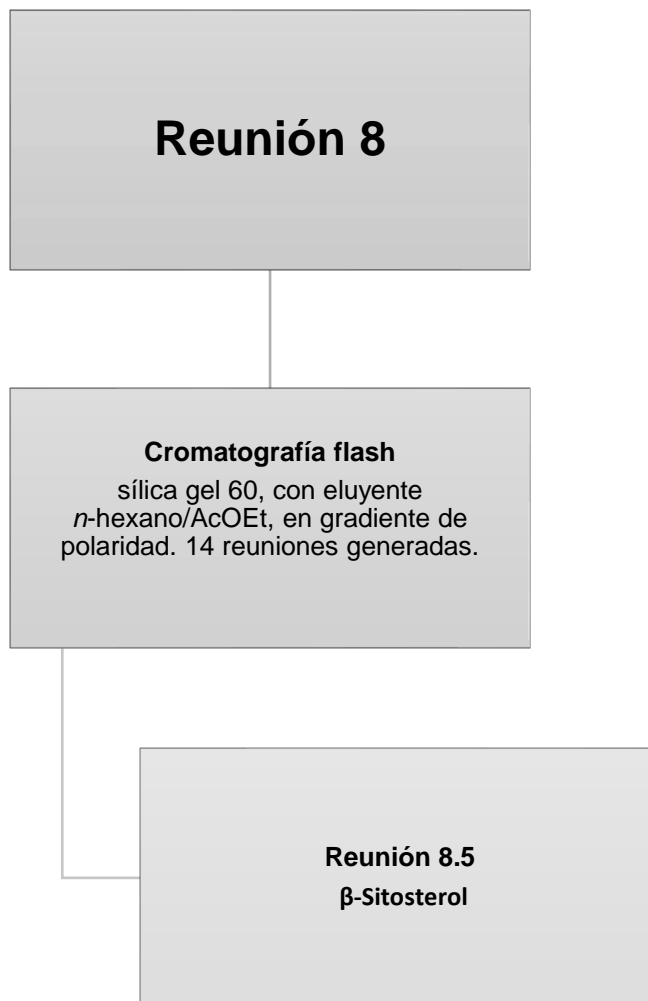 Reunión 8
Cromatografía flash
sílica gel 60, con eluyente
n-hexano/AcOEt, en gradiente de
polaridad. 14 reuniones generadas.
Reunión 8.5
β-Sitosterol